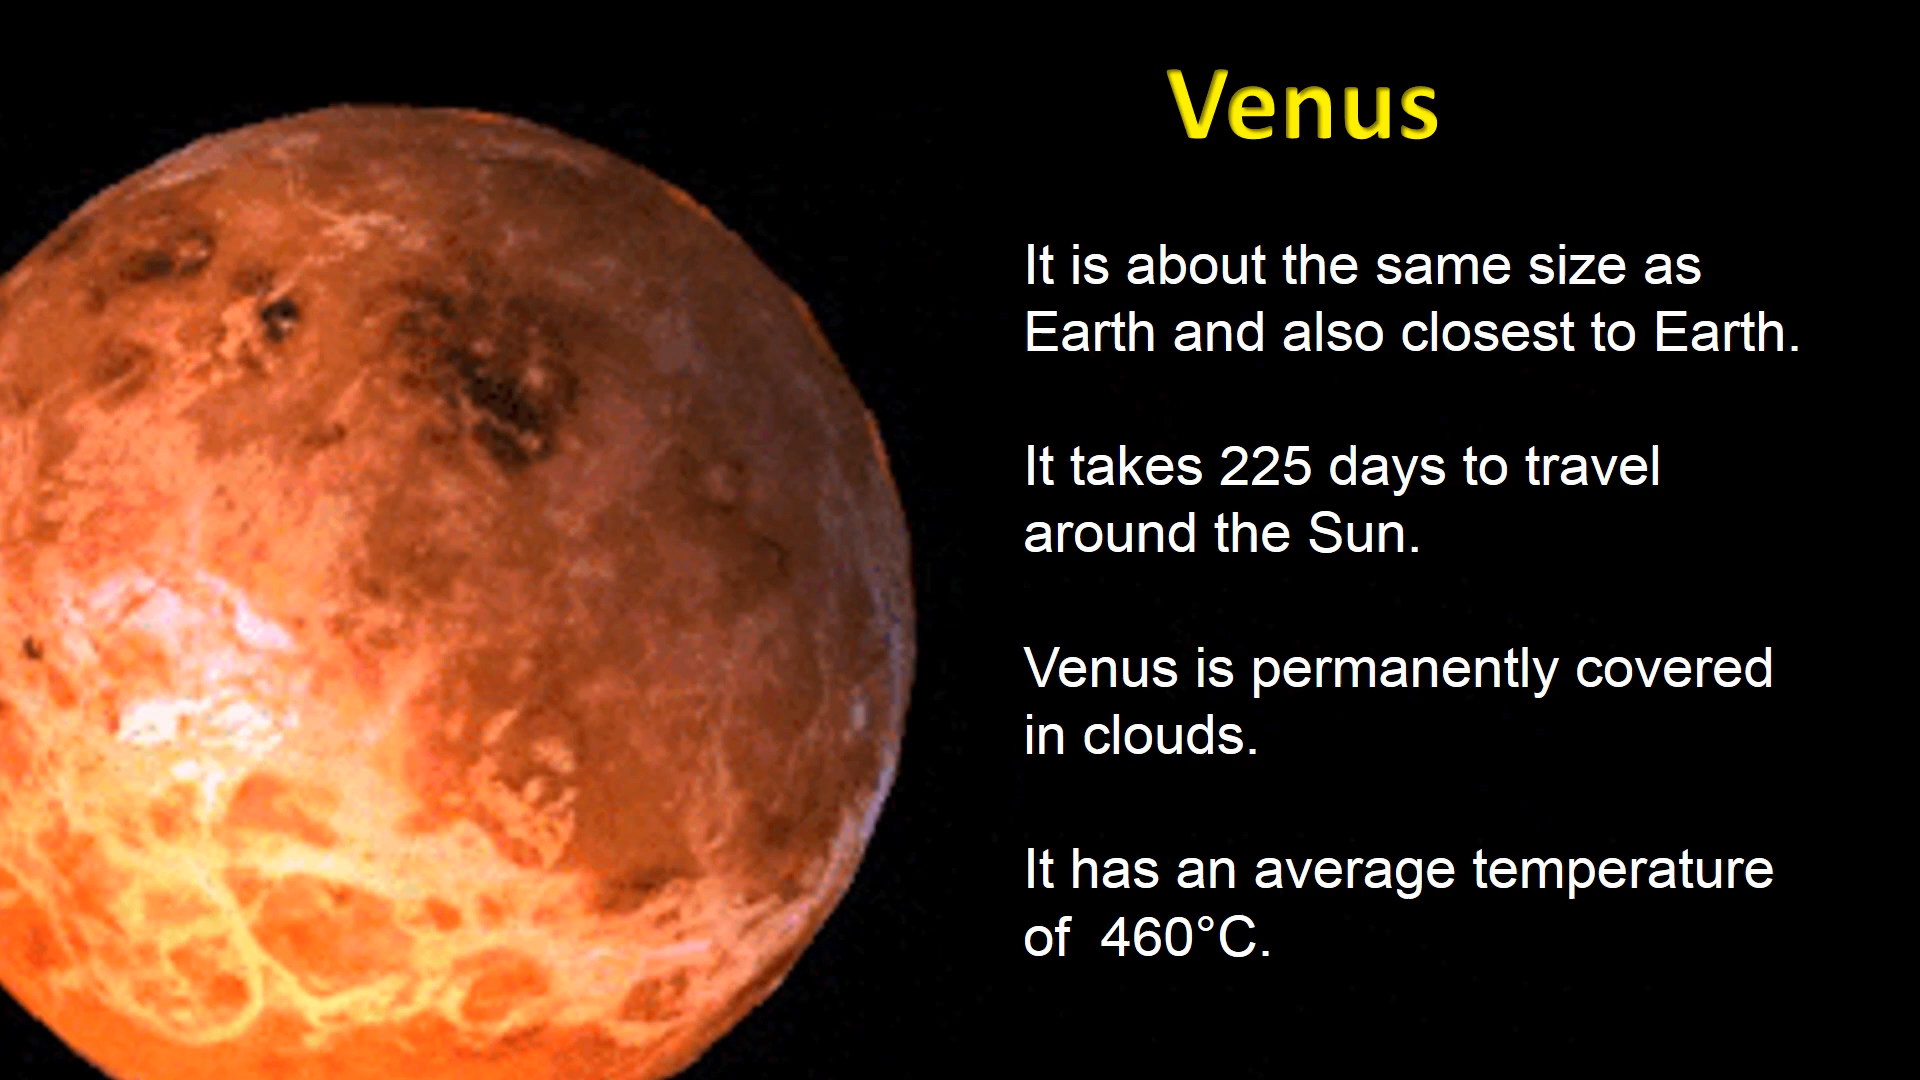 Venus
It is about the same size as
Earth and also closest to Earth.
It takes 225 days to travel
around the Sun.
Venus is permanently covered
in clouds.
It has an average temperature
of  460°C.